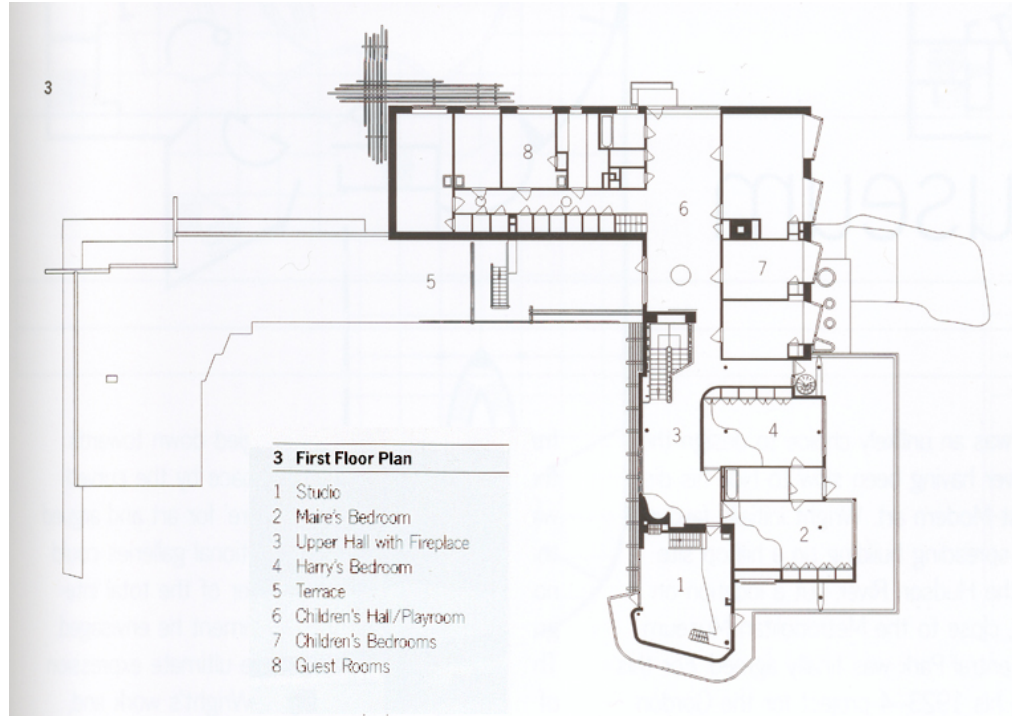 3
8
6
5
7
3
4
2
1
3 First Floor Plan
1 Studio
2 Maire's Bedroom
3 Upper Hall with Fireplace
4 Harry's Bedroom
5 Terrace
6 Children's Hall/Playroom
7 Children's Bedrooms
8 Guest Rooms